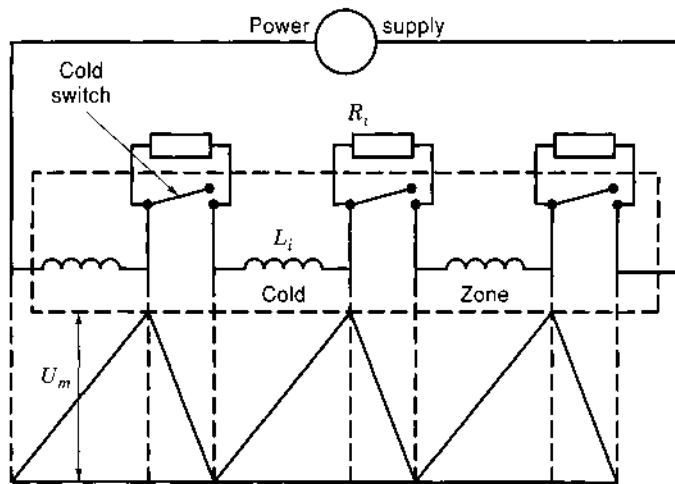 Power supply
Cold
switch
R_i
L_i
Cold Zone
U_m